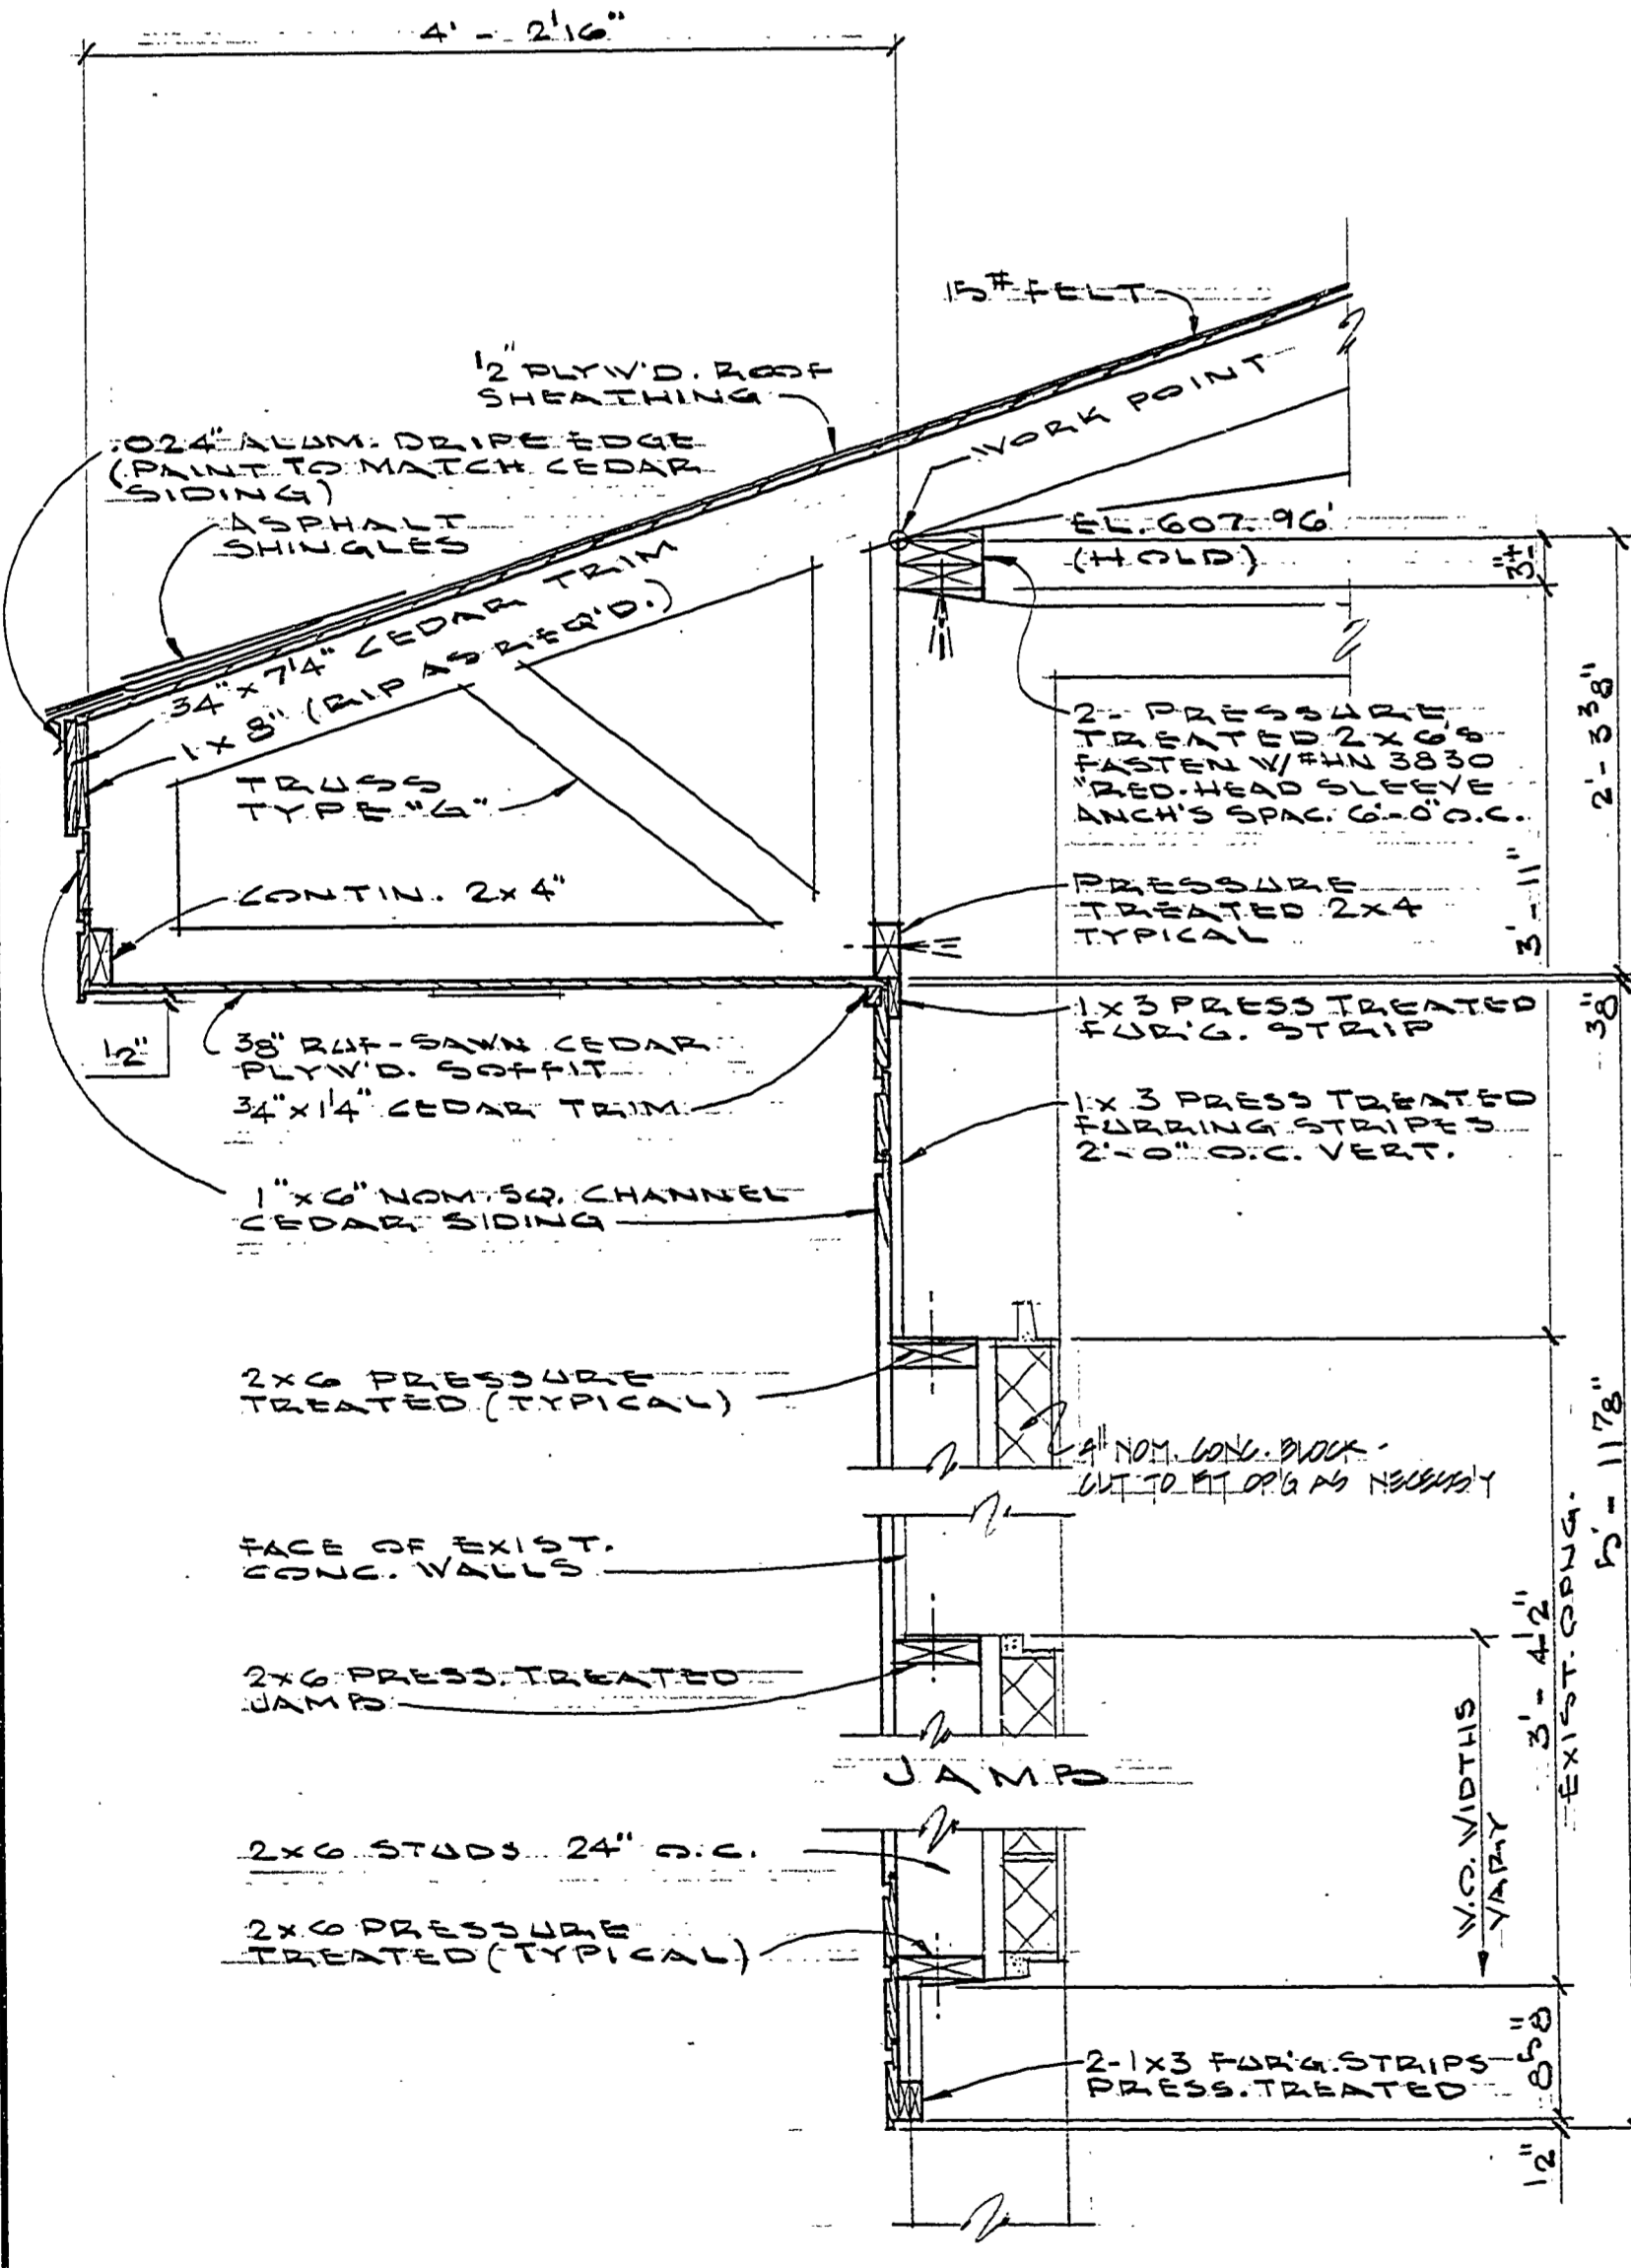 4' - 2 1/16"
15# FELT
1/2" PLYW'D. ROOF
SHEATHING
WORK POINT
.024" ALUM. DRIPE EDGE
(PAINT TO MATCH CEDAR
SIDING)
ASPHALT
SHINGLES
EL. 607.96'
(HOLD)
3"±
3/4" x 7 1/4" CEDAR TRIM
1 x 8" (RIP AS REQ'D.)
2'-3 3/8"
2- PRESSURE
TREATED 2x6'S
FASTEN W/ #HN 3830
"RED-HEAD SLEEVE
ANCH'S SPAC. 6'-0" O.C.
TRUSS
TYPE "G"
CONTIN. 2x4"
PRESSURE
TREATED 2x4
TYPICAL
3'-11"
1/2"
3/8" RUF-SAWN CEDAR
PLYW'D. SOFFIT
3/4" x 1 1/4" CEDAR TRIM
1x3 PRESS TREATED
FUR'G. STRIP
3/8"
1x3 PRESS TREATED
FURRING STRIPES
2'-0" O.C. VERT.
1"x6" NOM. SQ. CHANNEL
CEDAR SIDING
2x6 PRESSURE
TREATED (TYPICAL)
4" NOM. CONC. BLOCK -
CUT TO FIT OP'G AS NECESS'Y
5'-11 7/8"
FACE OF EXIST.
CONC. WALLS
3'-4 1/2"
EXIST. OPNG.
2x6 PRESS. TREATED
JAMB
JAMB
W.O. WIDTHS
VARY
2x6 STUDS 24" O.C.
2x6 PRESSURE
TREATED (TYPICAL)
2-1x3 FUR'G. STRIPS
PRESS. TREATED
8 5/8"
1/2"